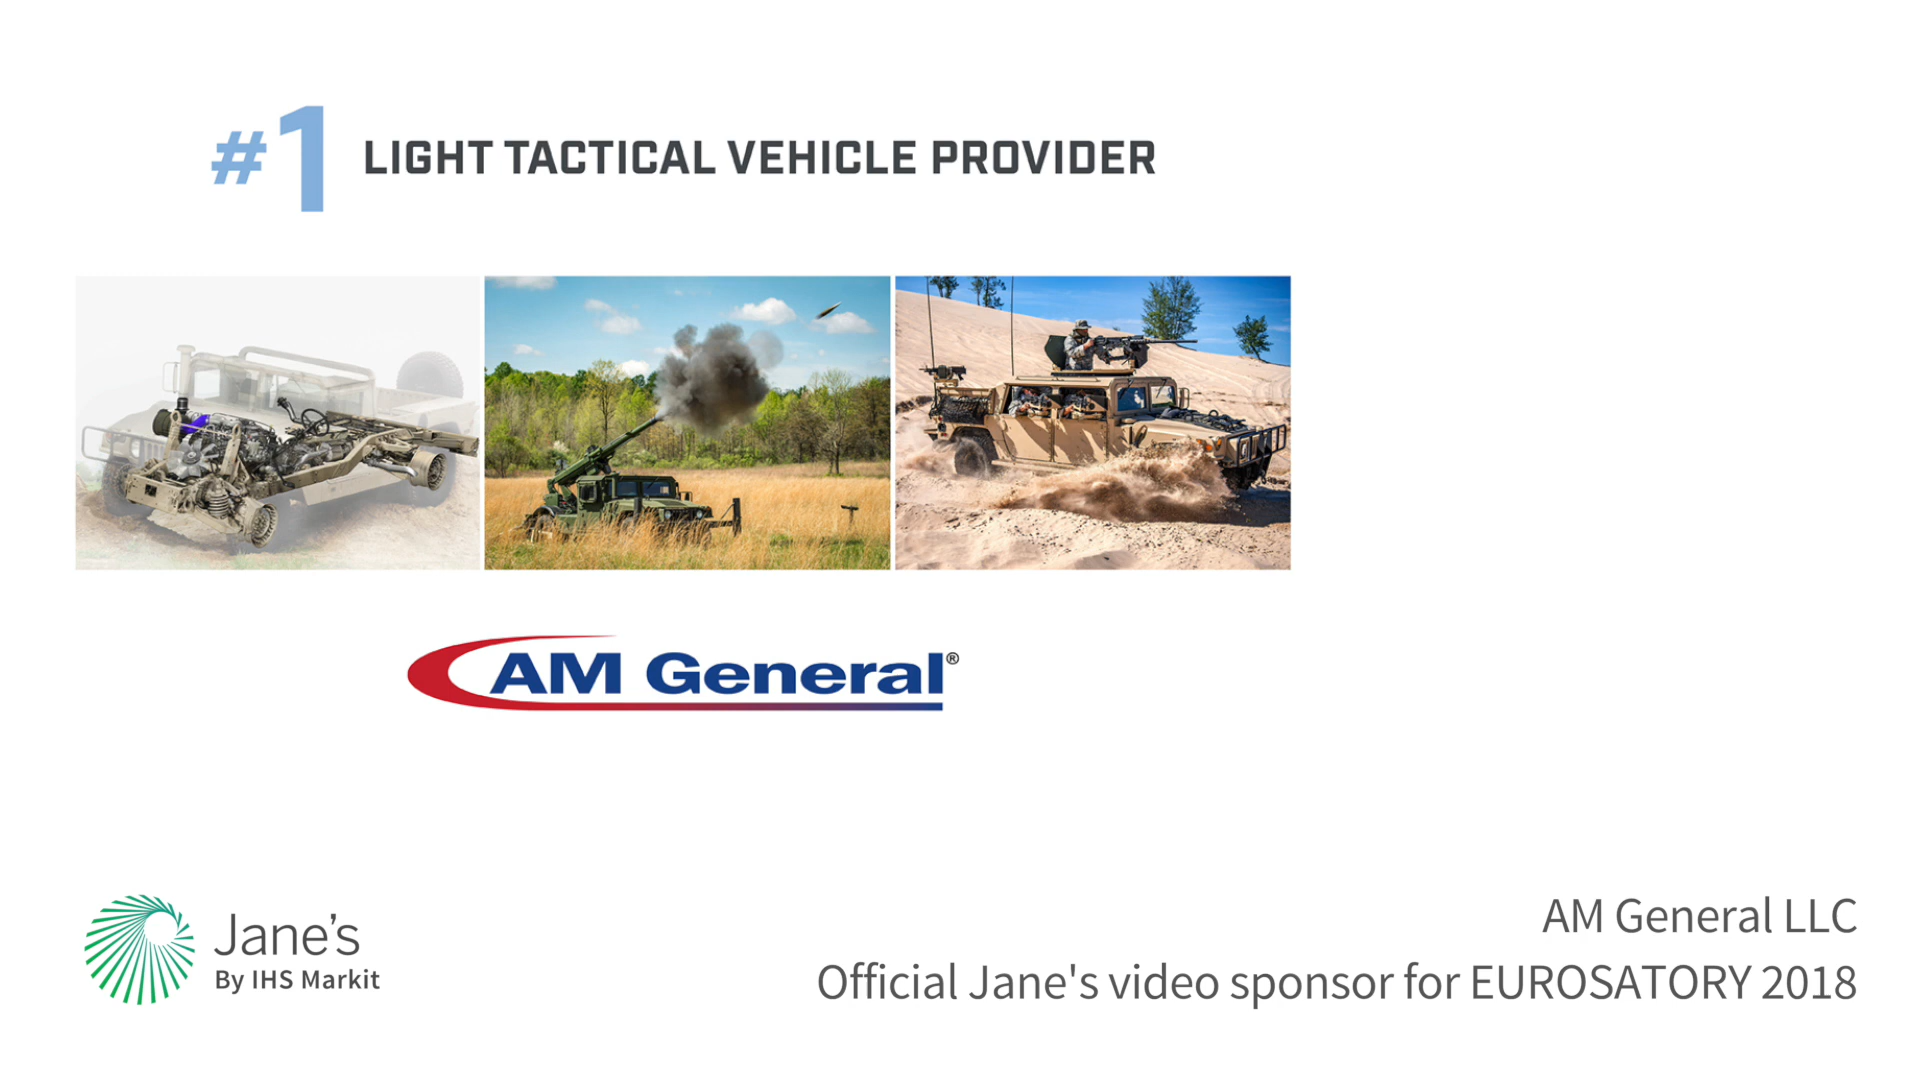 #1 LIGHT TACTICAL VEHICLE PROVIDER
AM General®
Jane's
By IHS Markit
AM General LLC
Official Jane's video sponsor for EUROSATORY 2018